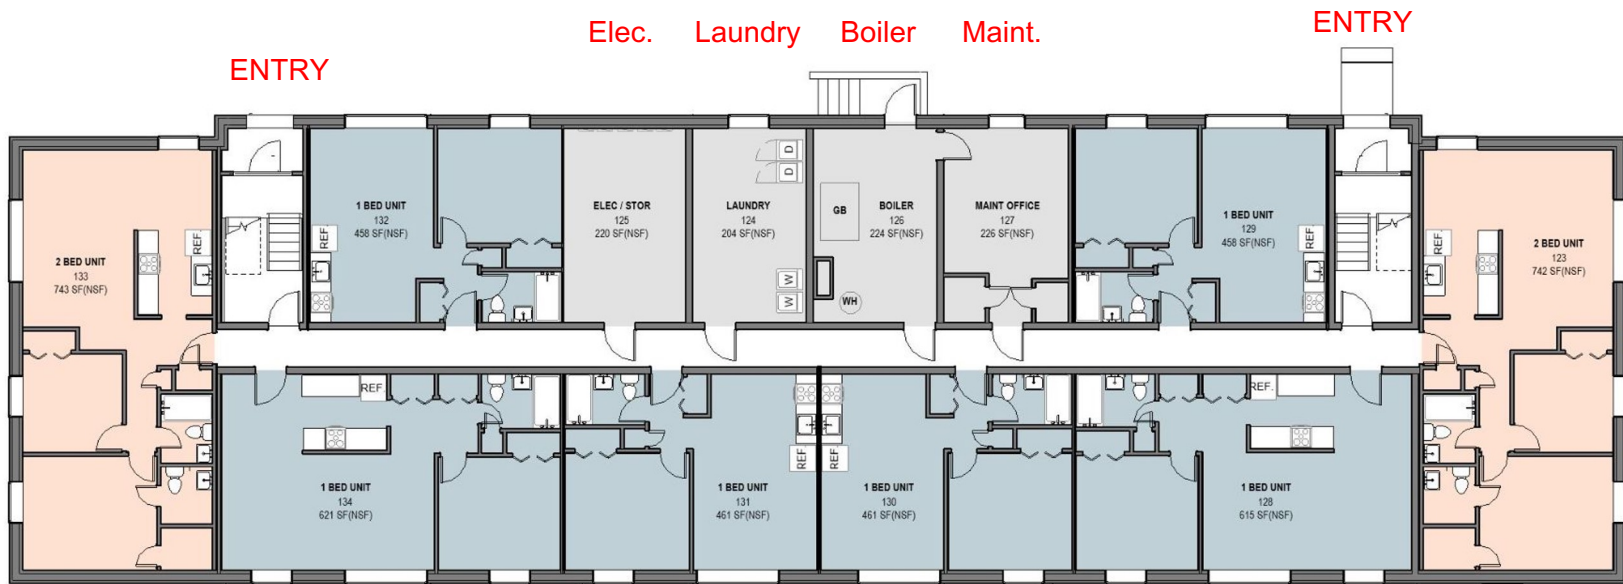 Elec. Laundry Boiler Maint.
ENTRY
ENTRY
2 BED UNIT
133
743 SF(NSF)
REF.
1 BED UNIT
132
458 SF(NSF)
REF
ELEC / STOR
125
220 SF(NSF)
LAUNDRY
124
204 SF(NSF)
D
D
W
W
GB
BOILER
126
224 SF(NSF)
WH
MAINT OFFICE
127
226 SF(NSF)
1 BED UNIT
129
458 SF(NSF)
REF
REF.
2 BED UNIT
123
742 SF(NSF)
REF.
1 BED UNIT
134
621 SF(NSF)
1 BED UNIT
131
461 SF(NSF)
REF.
REF.
1 BED UNIT
130
461 SF(NSF)
REF.
1 BED UNIT
128
615 SF(NSF)